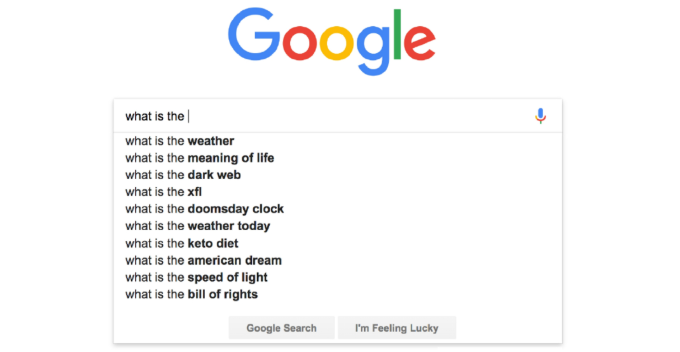 Google
what is the
what is the weather
what is the meaning of life
what is the dark web
what is the xfl
what is the doomsday clock
what is the weather today
what is the keto diet
what is the american dream
what is the speed of light
what is the bill of rights
Google Search I'm Feeling Lucky